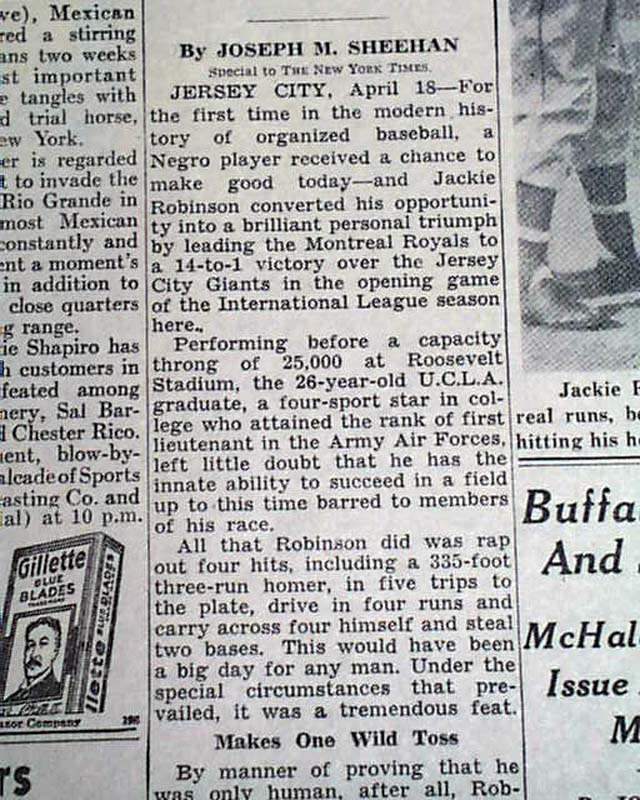 ve), Mexican
red a stirring
ans two weeks
st important
e tangles with
d trial horse,
ew York.
er is regarded
t to invade the
Rio Grande in
most Mexican
constantly and
ent a moment's
in addition to
close quarters
g range.
ie Shapiro has
h customers in
feated among
nery, Sal Bar-
d Chester Rico.
ent, blow-by-
alcade of Sports
asting Co. and
al) at 10 p.m.
Gillette
BLUE
BLADES
llette BLUE BLADES
azor Company
196
rs
By JOSEPH M. SHEEHAN
Special to THE NEW YORK TIMES.
JERSEY CITY, April 18—For
the first time in the modern his-
tory of organized baseball, a
Negro player received a chance to
make good today—and Jackie
Robinson converted his opportuni-
ty into a brilliant personal triumph
by leading the Montreal Royals to
a 14-to-1 victory over the Jersey
City Giants in the opening game
of the International League season
here.
Performing before a capacity
throng of 25,000 at Roosevelt
Stadium, the 26-year-old U.C.L.A.
graduate, a four-sport star in col-
lege who attained the rank of first
lieutenant in the Army Air Forces,
left little doubt that he has the
innate ability to succeed in a field
up to this time barred to members
of his race.
All that Robinson did was rap
out four hits, including a 335-foot
three-run homer, in five trips to
the plate, drive in four runs and
carry across four himself and steal
two bases. This would have been
a big day for any man. Under the
special circumstances that pre-
vailed, it was a tremendous feat.
Makes One Wild Toss
By manner of proving that he
was only human, after all, Rob-
Jackie
real runs, h
hitting his h
Buffa
And
McHal
Issue
M